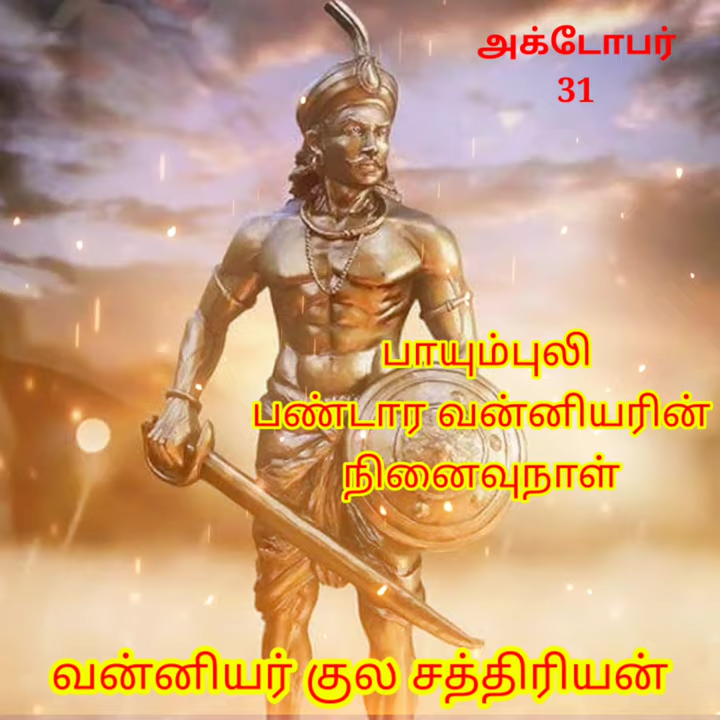 அக்டோபர்
31
பாயும்புலி
பண்டார வன்னியரின்
நினைவுநாள்
வன்னியர் குல சத்திரியன்